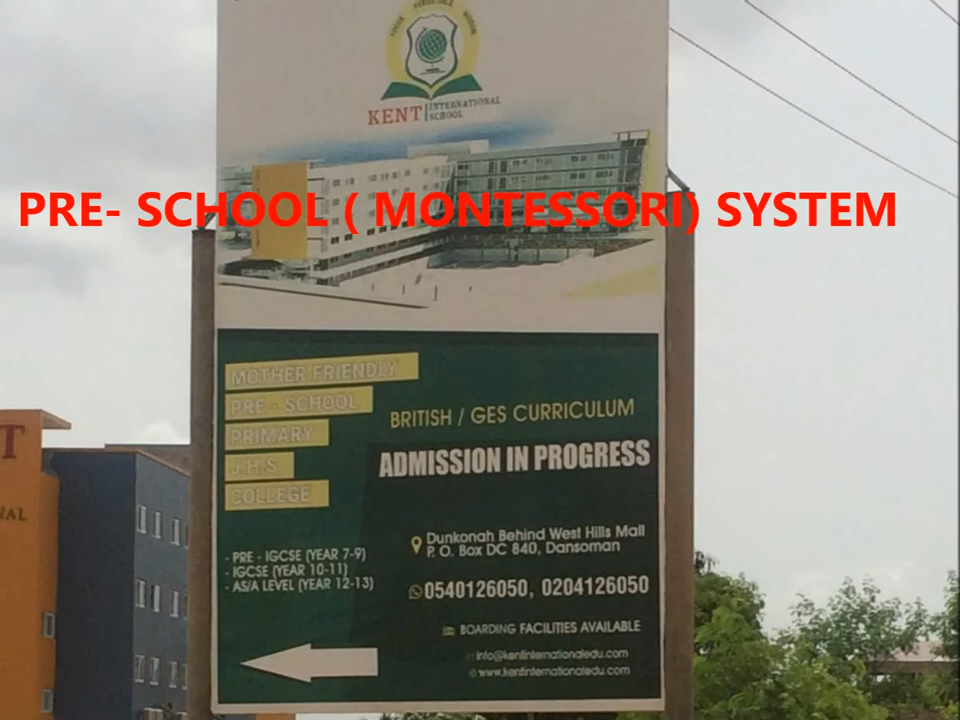 KENT INTERNATIONAL SCHOOL
PRE- SCHOOL ( MONTESSORI) SYSTEM
MOTHER FRIENDLY
PRE - SCHOOL
PRIMARY
J.H.S
COLLEGE
BRITISH / GES CURRICULUM
ADMISSION IN PROGRESS
- PRE - IGCSE (YEAR 7-9)
- IGCSE (YEAR 10-11)
- AS/A LEVEL (YEAR 12-13)
Dunkonah Behind West Hills Mall
P. O. Box DC 840, Dansoman
0540126050, 0204126050
BOARDING FACILITIES AVAILABLE
info@kentinternationaledu.com
www.kentinternationaledu.com